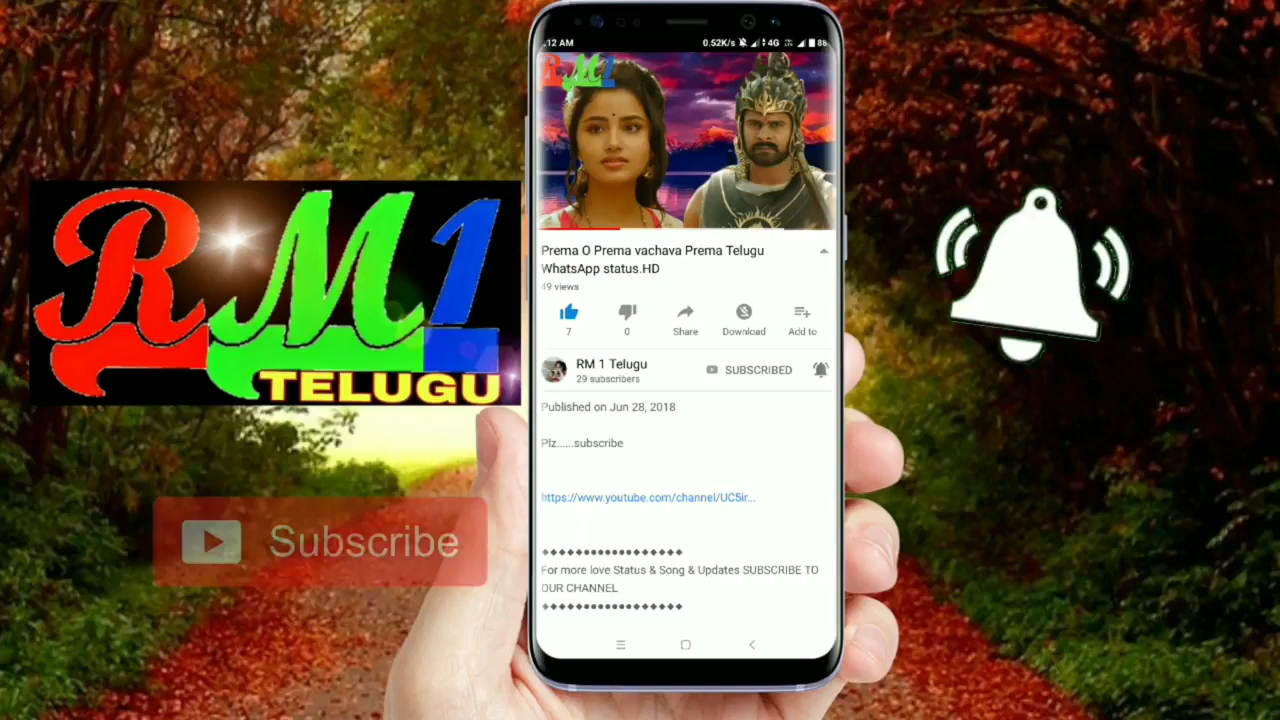 RM1
TELUGU
Subscribe
:12 AM
0.52K/s 4G 88
RM1
Prema O Prema vachava Prema Telugu
WhatsApp status.HD
49 views
7 0 Share Download Add to
RM 1 Telugu SUBSCRIBED
29 subscribers
Published on Jun 28, 2018
Plz......subscribe
https://www.youtube.com/channel/UC5ir...
For more love Status & Song & Updates SUBSCRIBE TO
OUR CHANNEL